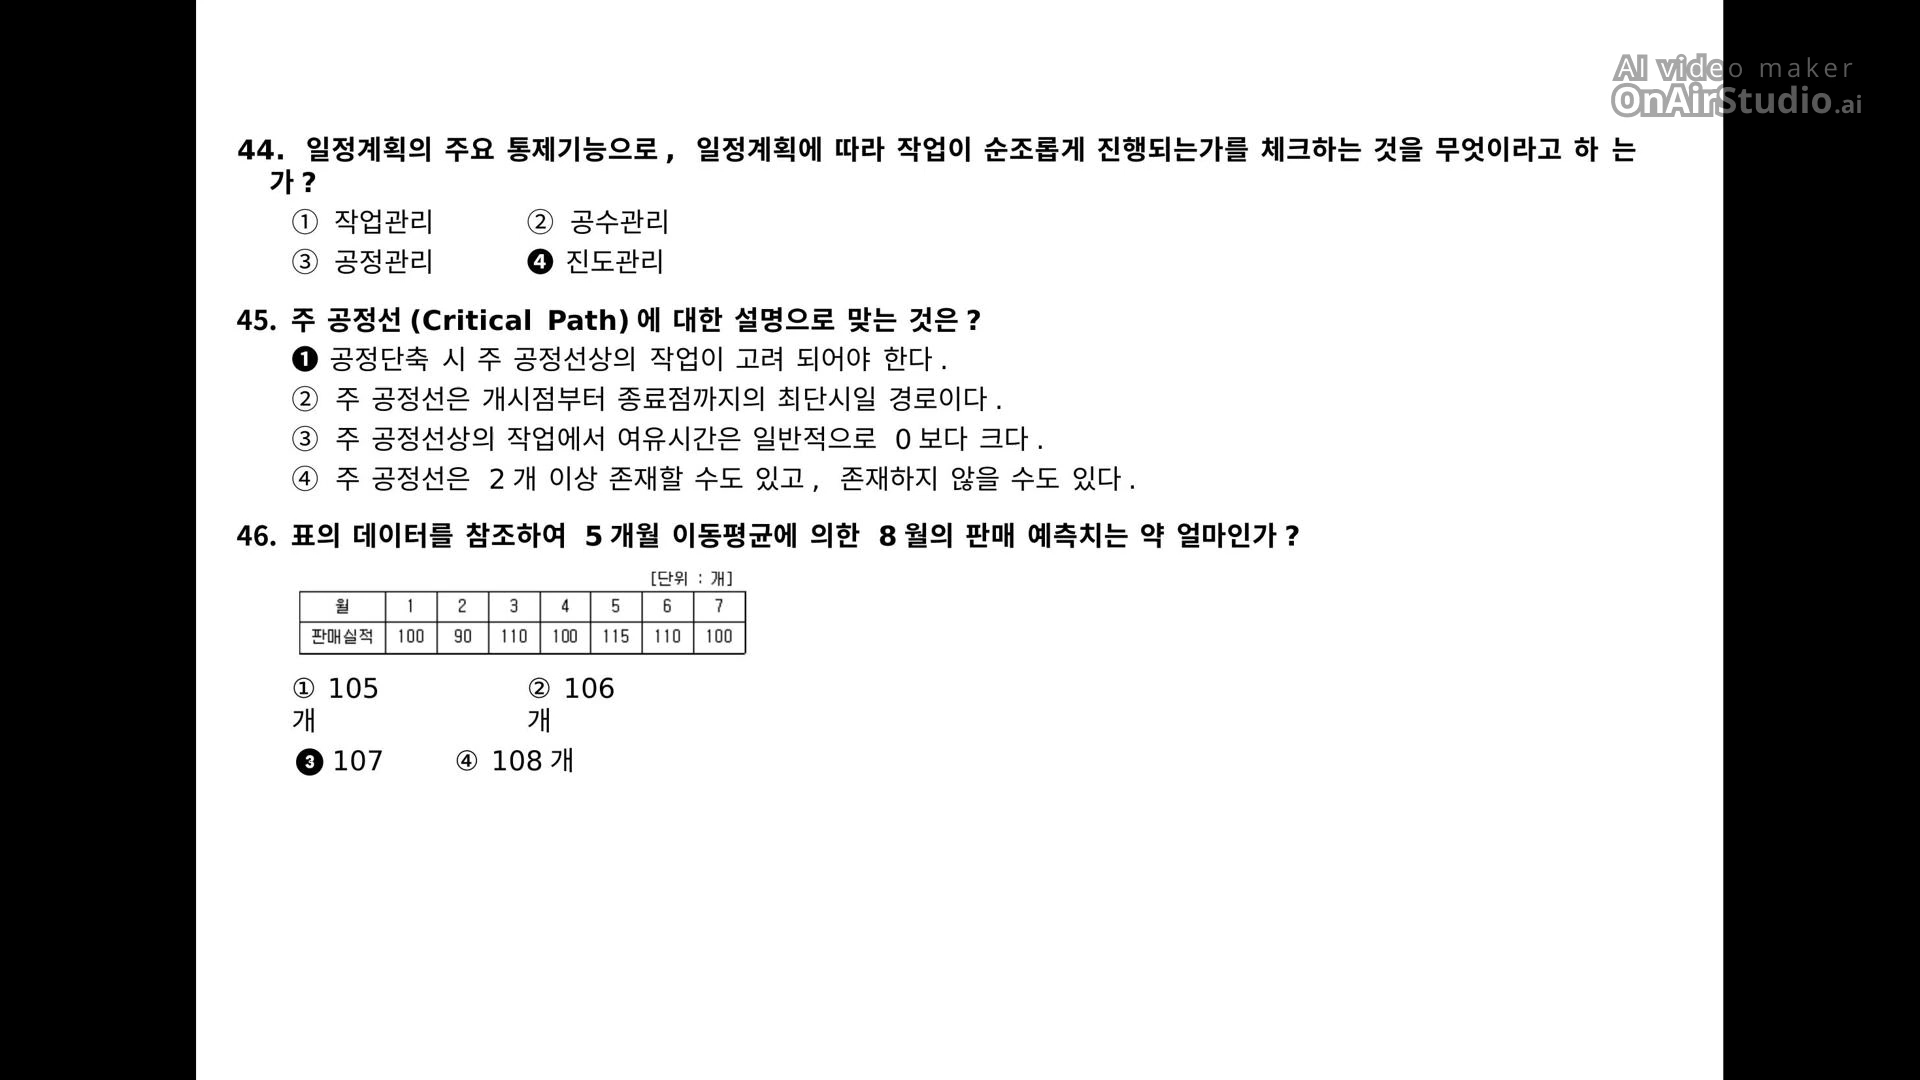 AI video maker
OnAirStudio.ai
44. 일정계획의 주요 통제기능으로, 일정계획에 따라 작업이 순조롭게 진행되는가를 체크하는 것을 무엇이라고 하 는
가?
① 작업관리 ② 공수관리
③ 공정관리 ❹ 진도관리
45. 주 공정선(Critical Path)에 대한 설명으로 맞는 것은?
❶ 공정단축 시 주 공정선상의 작업이 고려 되어야 한다.
② 주 공정선은 개시점부터 종료점까지의 최단시일 경로이다.
③ 주 공정선상의 작업에서 여유시간은 일반적으로 0보다 크다.
④ 주 공정선은 2개 이상 존재할 수도 있고, 존재하지 않을 수도 있다.
46. 표의 데이터를 참조하여 5개월 이동평균에 의한 8월의 판매 예측치는 약 얼마인가?
[단위 : 개]
월 1 2 3 4 5 6 7
판매실적 100 90 110 100 115 110 100
① 105 ② 106
개 개
❸ 107 ④ 108개